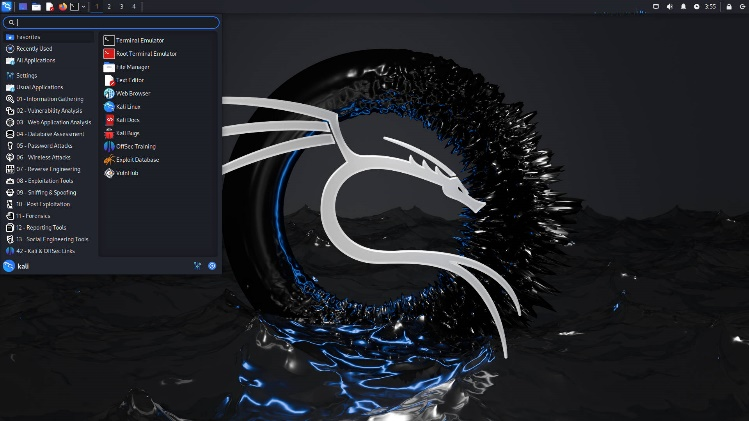 1 2 3 4
3:55
Favorites
Recently Used
All Applications
Settings
Usual Applications
01 - Information Gathering
02 - Vulnerability Analysis
03 - Web Application Analysis
04 - Database Assessment
05 - Password Attacks
06 - Wireless Attacks
07 - Reverse Engineering
08 - Exploitation Tools
09 - Sniffing & Spoofing
10 - Post Exploitation
11 - Forensics
12 - Reporting Tools
13 - Social Engineering Tools
42 - Kali & OffSec Links
Terminal Emulator
Root Terminal Emulator
File Manager
Text Editor
Web Browser
Kali Linux
Kali Docs
Kali Bugs
OffSec Training
Exploit Database
VulnHub
kali